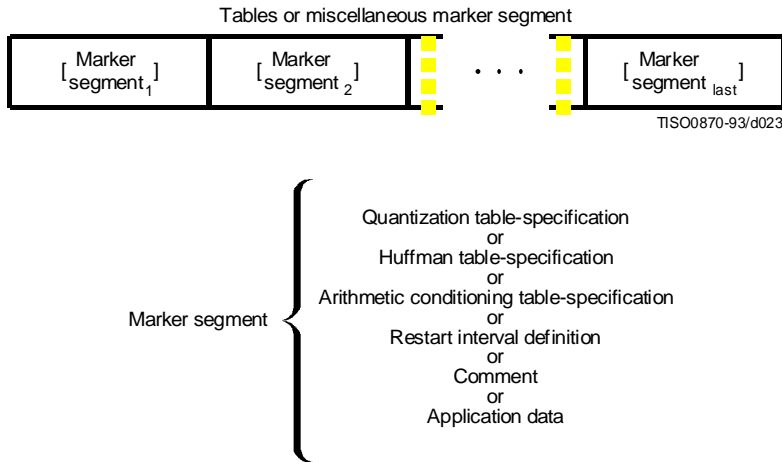 Tables or miscellaneous marker segment
[ Marker segment1 ] [ Marker segment 2 ] . . . [ Marker segment last ]
TISO0870-93/d023
Quantization table-specification
or
Huffman table-specification
or
Arithmetic conditioning table-specification
or
Marker segment
Restart interval definition
or
Comment
or
Application data